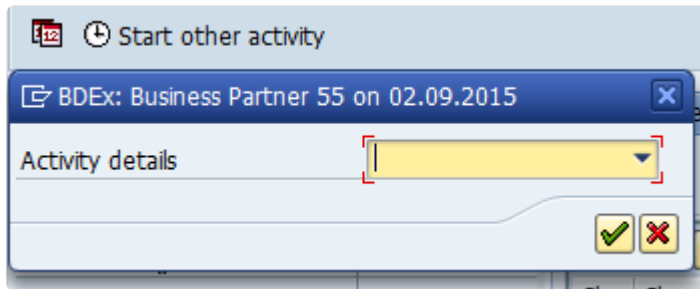 Start other activity
BDEx: Business Partner 55 on 02.09.2015
Activity details